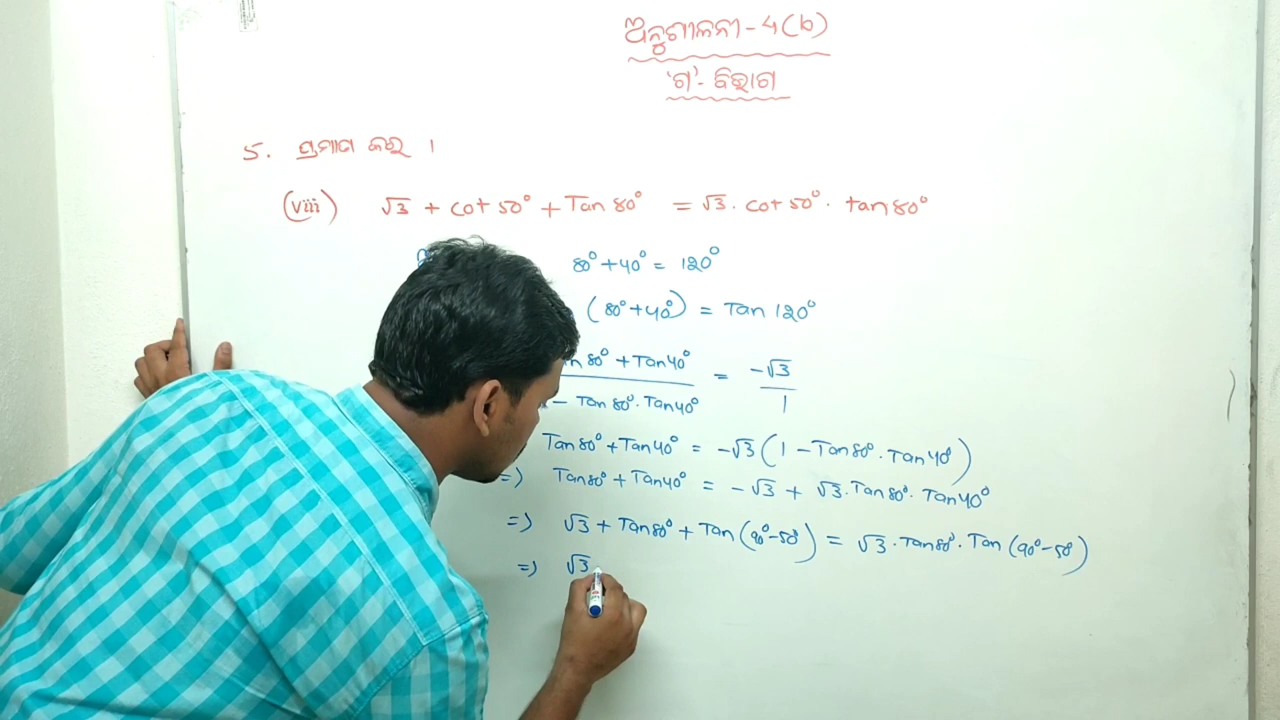 ଅନୁଶୀଳନୀ - 4(b)
'ଗ' - ବିଭାଗ
5. ପ୍ରମାଣ କର ।
(viii) √3 + cot 50° + Tan 80° = √3 · cot 50° · tan 80°
80° + 40° = 120°
(80° + 40°) = Tan 120°
80° + Tan 40° = -√3
- Tan 80° · Tan 40° 1
Tan 80° + Tan 40° = -√3 (1 - Tan 80° · Tan 40°)
=) Tan 80° + Tan 40° = -√3 + √3 · Tan 80° · Tan 40°
=) √3 + Tan 80° + Tan (90° - 50°) = √3 · Tan 80° · Tan (90° - 50°)
=) √3